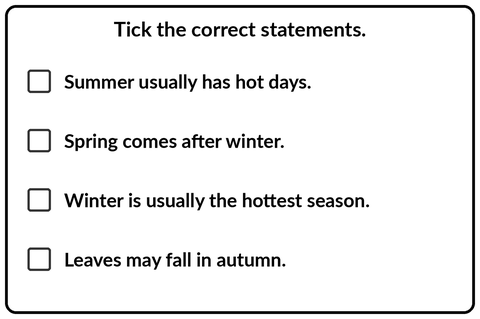 Tick the correct statements.
Summer usually has hot days.
Spring comes after winter.
Winter is usually the hottest season.
Leaves may fall in autumn.